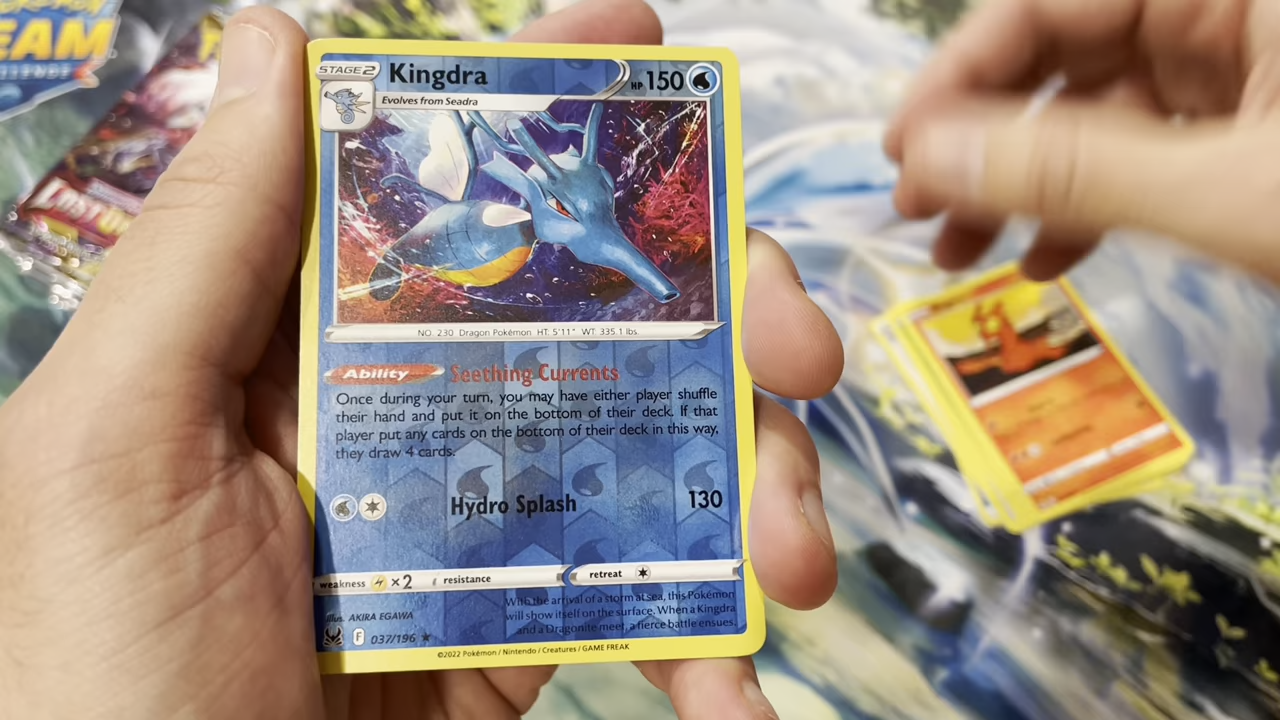 EAM
STAGE2
Kingdra
HP 150
Evolves from Seadra
NO. 230 Dragon Pokémon HT: 5'11" WT: 335.1 lbs.
Ability Seething Currents
Once during your turn, you may have either player shuffle
their hand and put it on the bottom of their deck. If that
player put any cards on the bottom of their deck in this way,
they draw 4 cards.
Hydro Splash 130
weakness ×2 resistance retreat
With the arrival of a storm at sea, this Pokémon
will show itself on the surface. When a Kingdra
and a Dragonite meet, a fierce battle ensues.
Illus. AKIRA EGAWA
F 037/196 ★
©2022 Pokémon / Nintendo / Creatures / GAME FREAK